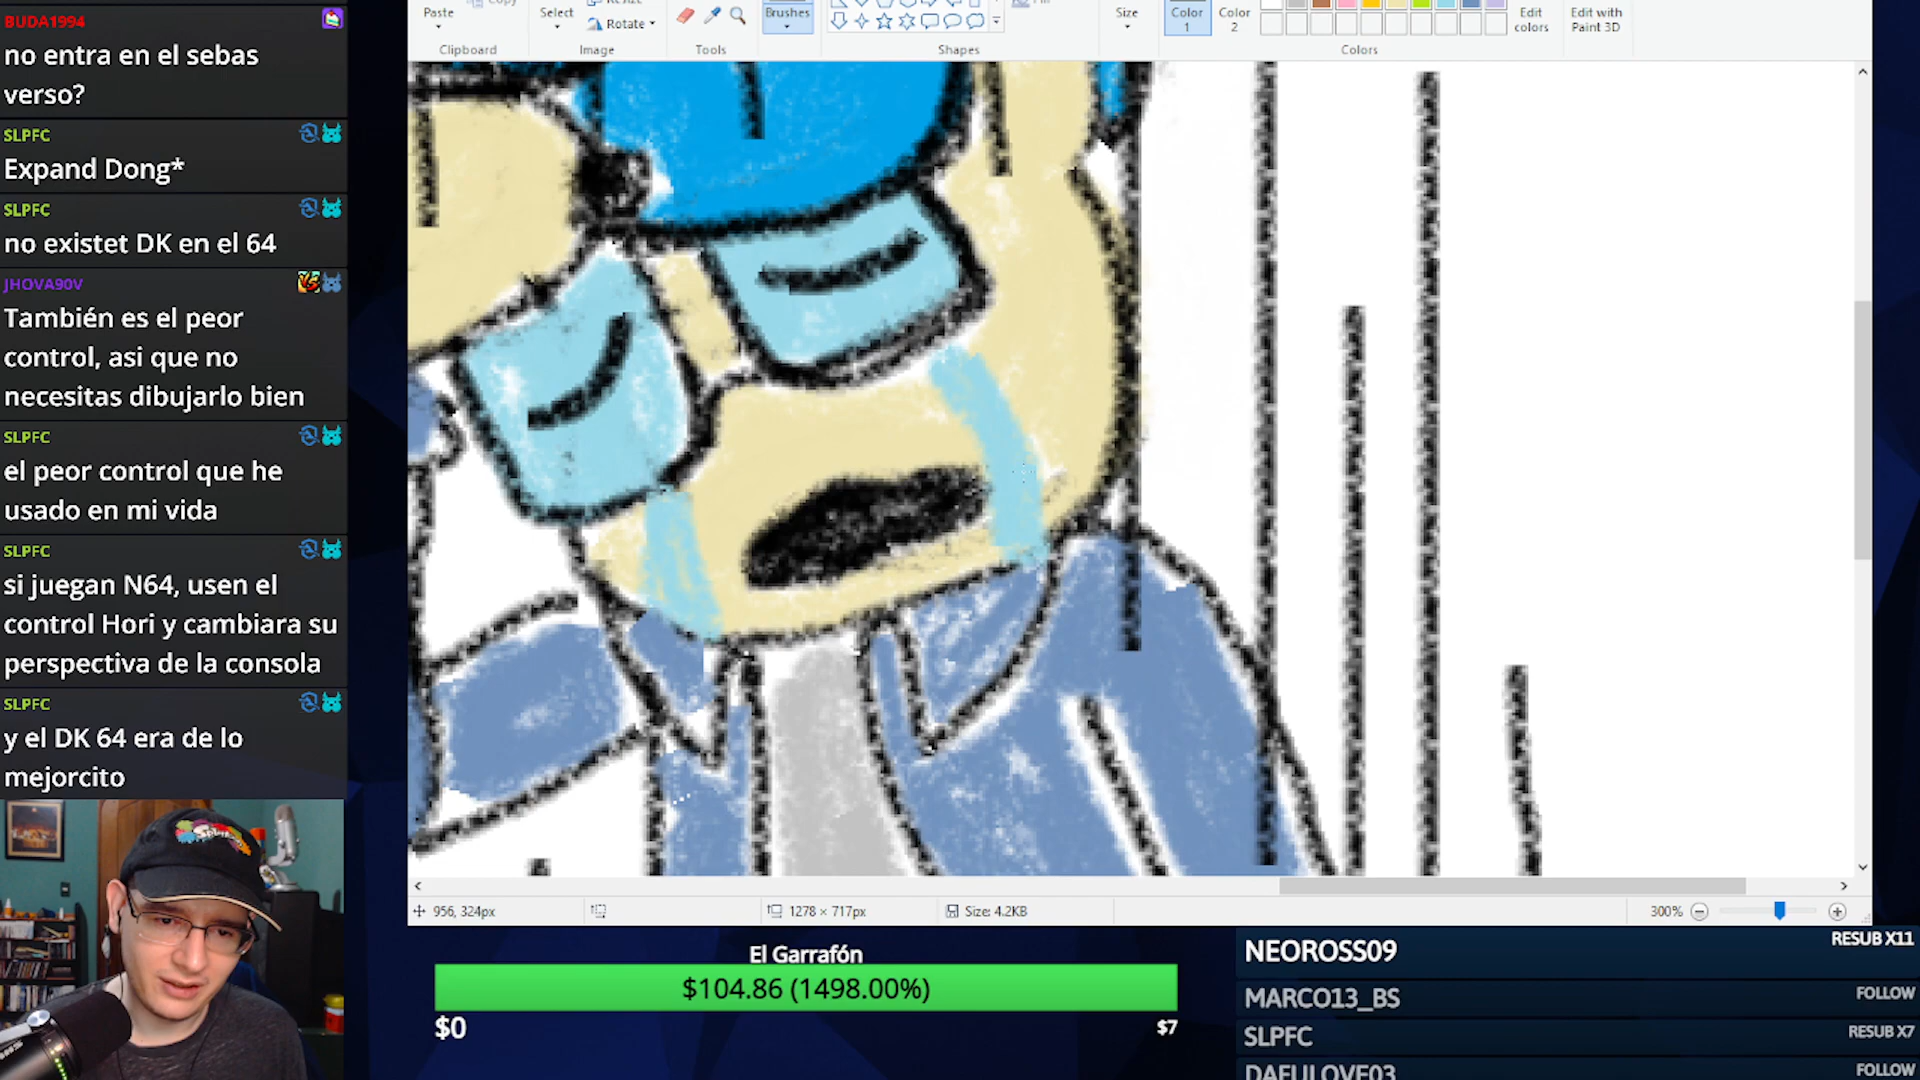 BUDA1994
no entra en el sebas
verso?
SLPFC
Expand Dong*
SLPFC
no existet DK en el 64
JHOVA90V
También es el peor
control, asi que no
necesitas dibujarlo bien
SLPFC
el peor control que he
usado en mi vida
SLPFC
si juegan N64, usen el
control Hori y cambiara su
perspectiva de la consola
SLPFC
y el DK 64 era de lo
mejorcito
Paste
Copy
Clipboard
Select
Rotate
Image
Tools
Brushes
Shapes
Fill
Size
Color
1
Color
2
Colors
Edit
colors
Edit with
Paint 3D
956, 324px
1278 × 717px
Size: 4.2KB
300%
El Garrafón
$104.86 (1498.00%)
$0
$7
NEOROSS09
RESUB X11
MARCO13_BS
FOLLOW
SLPFC
RESUB X7
DAFULOVE03
FOLLOW